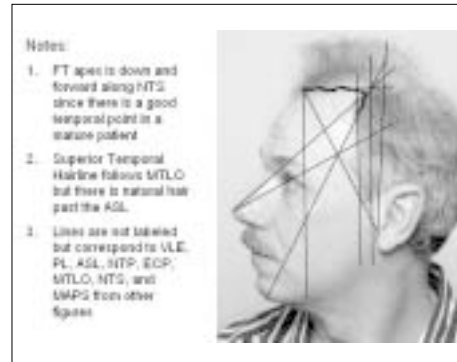 Notes:
1. FT apex is down and
forward along NTS
since there is a good
temporal point in a
mature patient
2. Superior Temporal
Hairline follows MTLO
but there is natural hair
past the ASL
3. Lines are not labeled
but correspond to VLE,
PL, ASL, NTP, ECP,
MTLO, NTS, and
MAPS from other
figures